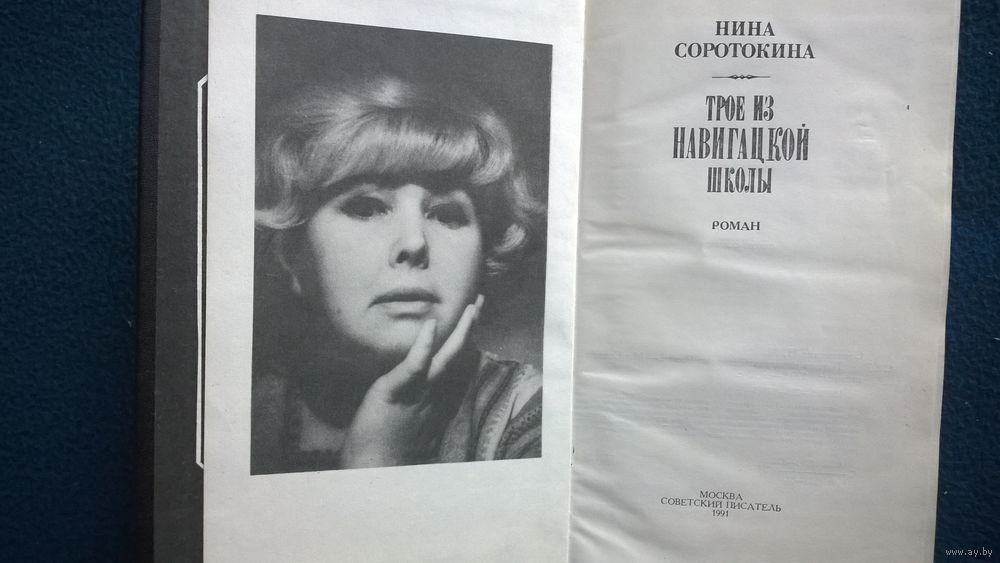 НИНА
СОРОТОКИНА
ТРОЕ ИЗ
НАВИГАЦКОЙ
ШКОЛЫ
РОМАН
МОСКВА
СОВЕТСКИЙ ПИСАТЕЛЬ
1991
www.ay.by